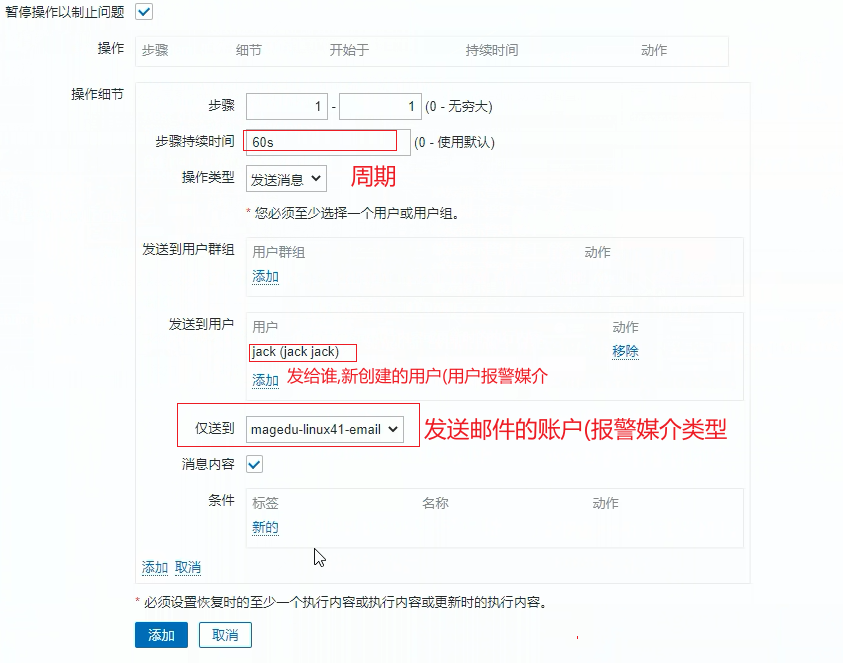 暂停操作以制止问题
操作 步骤 细节 开始于 持续时间 动作
操作细节
步骤 1 - 1 (0 - 无穷大)
步骤持续时间 60s (0 - 使用默认)
操作类型 发送消息 周期
* 您必须至少选择一个用户或用户组。
发送到用户群组 用户群组 动作
添加
发送到用户 用户 动作
jack (jack jack) 移除
添加 发给谁,新创建的用户(用户报警媒介
仅送到 magedu-linux41-email 发送邮件的账户(报警媒介类型
消息内容
条件 标签 名称 动作
新的
添加 取消
* 必须设置恢复时的至少一个执行内容或执行内容或更新时的执行内容。
添加 取消